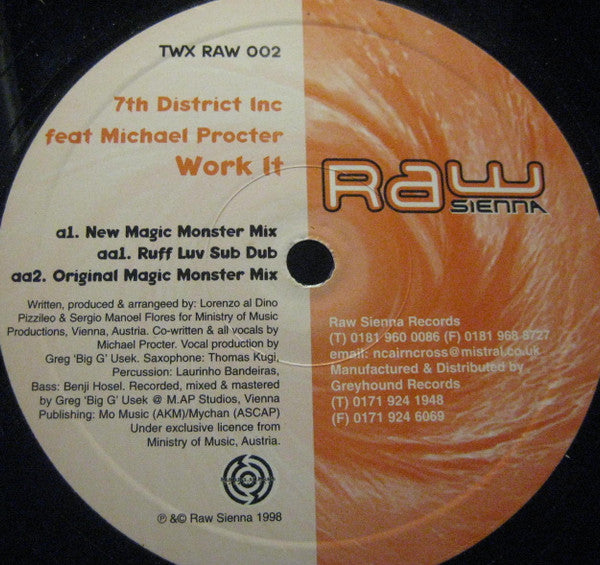 TWX RAW 002
7th District Inc
feat Michael Procter
Work It
a1. New Magic Monster Mix
aa1. Ruff Luv Sub Dub
aa2. Original Magic Monster Mix
Written, produced & arrangeed by: Lorenzo al Dino
Pizzileo & Sergio Manoel Flores for Ministry of Music
Productions, Vienna, Austria. Co-written & all vocals by
Michael Procter. Vocal production by
Greg 'Big G' Usek. Saxophone: Thomas Kugi,
Percussion: Laurinho Bandeiras,
Bass: Benji Hosel. Recorded, mixed & mastered
by Greg 'Big G' Usek @ M.AP Studios, Vienna
Publishing: Mo Music (AKM)/Mychan (ASCAP)
Under exclusive licence from
Ministry of Music, Austria.
℗ &© Raw Sienna 1998
Raw
Sienna
Raw Sienna Records
(T) 0181 960 0086 (F) 0181 968 8727
email: ncairncross@mistral.co.uk
Manufactured & Distributed by
Greyhound Records
(T) 0171 924 1948
(F) 0171 924 6069